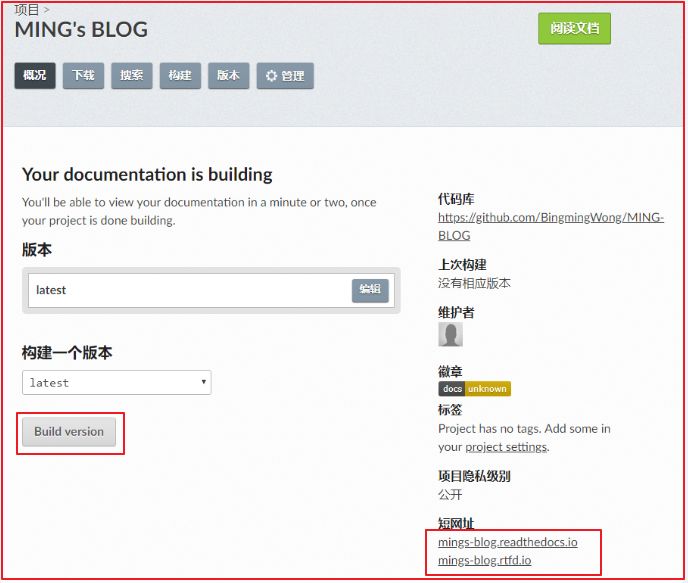 项目 >
MING's BLOG
阅读文档
概况 下载 搜索 构建 版本 管理
Your documentation is building
You'll be able to view your documentation in a minute or two, once
your project is done building.
版本
latest 编辑
构建一个版本
latest
Build version
代码库
https://github.com/BingmingWong/MING-
BLOG
上次构建
没有相应版本
维护者
徽章
docs unknown
标签
Project has no tags. Add some in
your project settings.
项目隐私级别
公开
短网址
mings-blog.readthedocs.io
mings-blog.rtfd.io